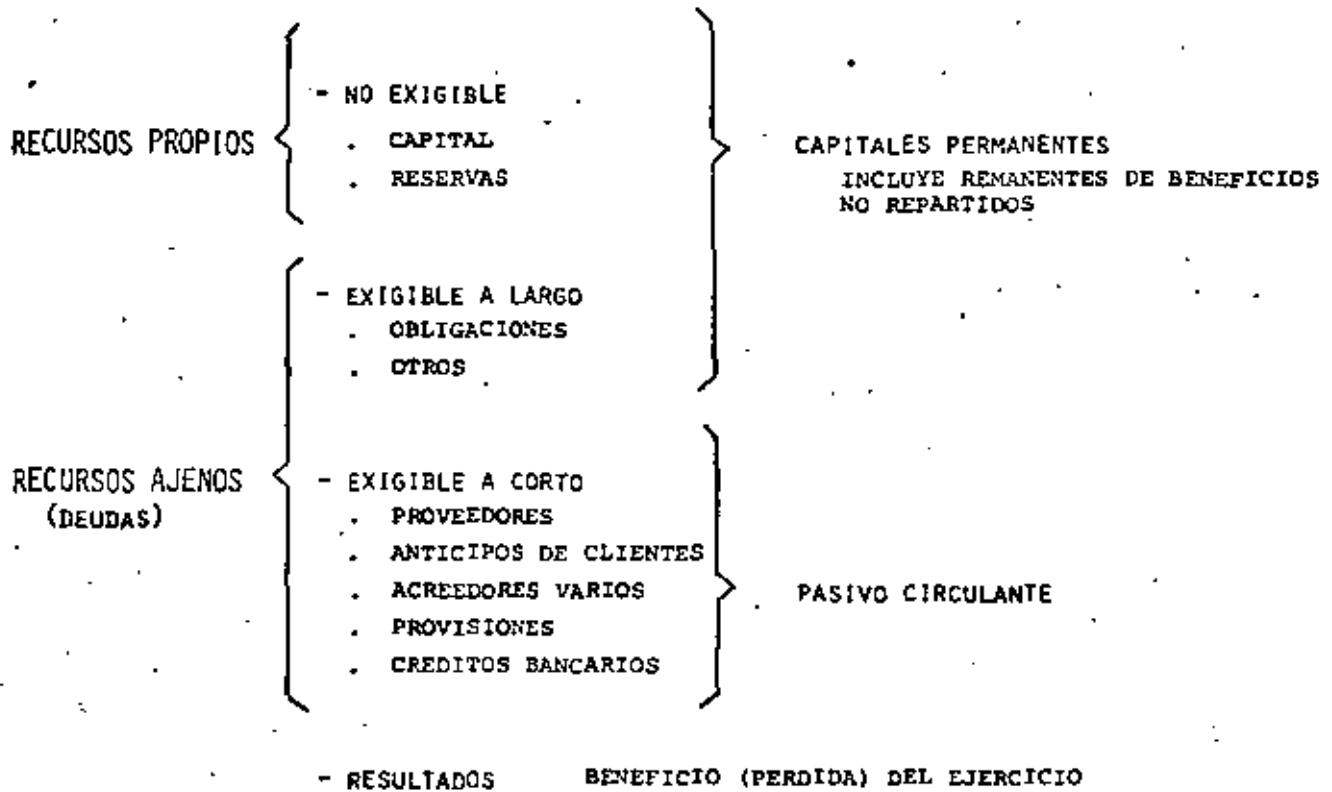 - NO EXIGIBLE
RECURSOS PROPIOS
. CAPITAL
. RESERVAS
CAPITALES PERMANENTES
INCLUYE REMANENTES DE BENEFICIOS
NO REPARTIDOS
- EXIGIBLE A LARGO
. OBLIGACIONES
. OTROS
RECURSOS AJENOS
(DEUDAS)
- EXIGIBLE A CORTO
. PROVEEDORES
. ANTICIPOS DE CLIENTES
. ACREEDORES VARIOS
. PROVISIONES
. CREDITOS BANCARIOS
PASIVO CIRCULANTE
- RESULTADOS BENEFICIO (PERDIDA) DEL EJERCICIO